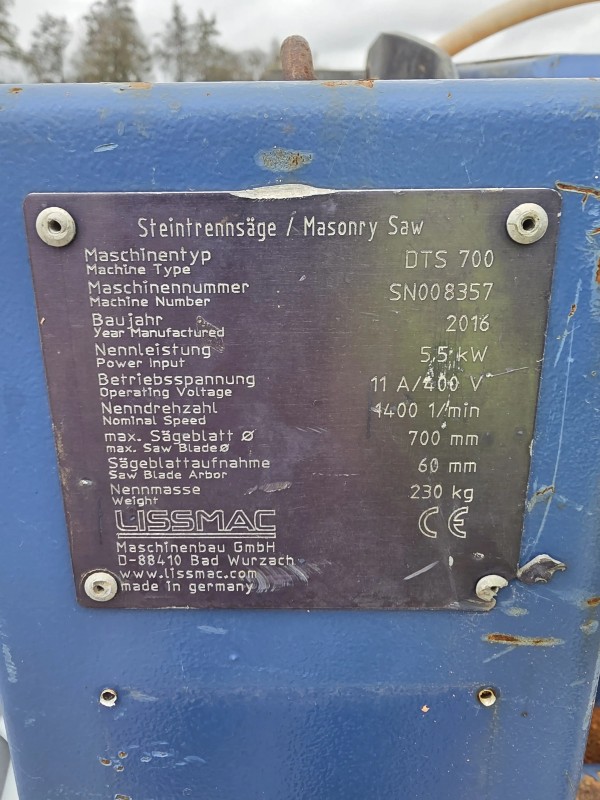 Steintrennsäge / Masonry Saw
Maschinentyp DTS 700
Machine Type
Maschinennummer SN008357
Machine Number
Baujahr 2016
Year Manufactured
Nennleistung 5,5 kW
Power input
Betriebsspannung 11 A/400 V
Operating Voltage
Nenndrehzahl 1400 1/min
Nominal Speed
max. Sägeblatt Ø 700 mm
max. Saw Blade Ø
Sägeblattaufnahme 60 mm
Saw Blade Arbor
Nennmasse 230 kg
Weight
LISSMAC CE
Maschinenbau GmbH
D-88410 Bad Wurzach
www.lissmac.com
made in germany